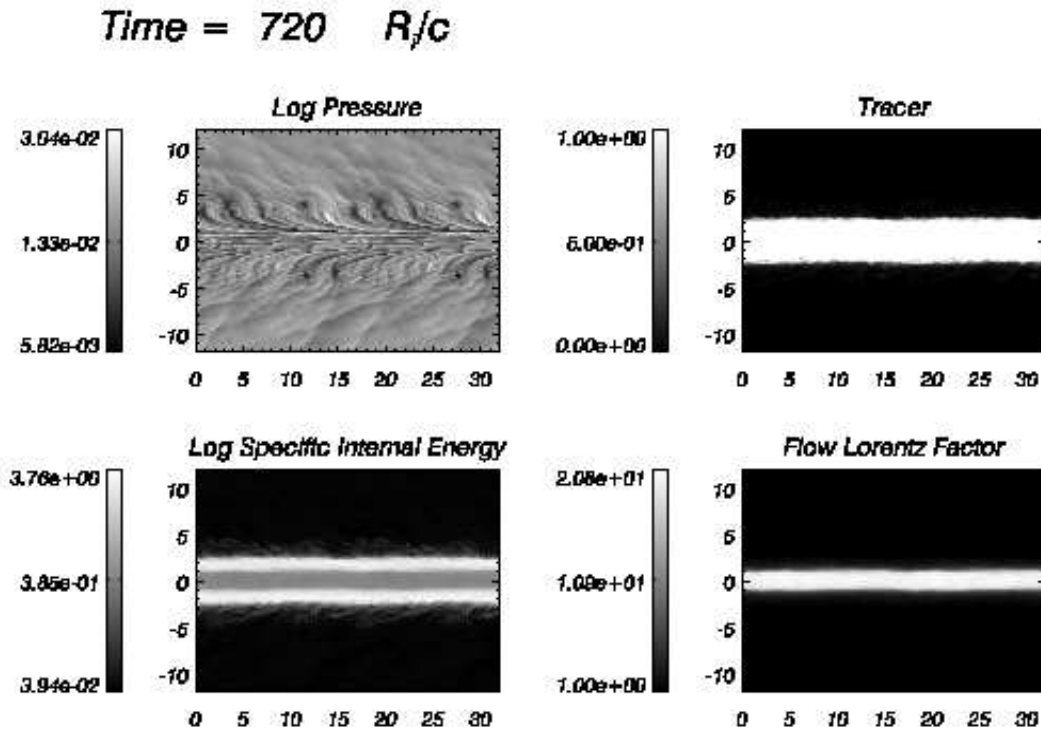 Time = 720 Rj/c
Log Pressure
3.04e-02
1.33e-02
5.82e-03
10
5
0
-5
-10
0 5 10 15 20 25 30
Tracer
1.00e+00
5.00e-01
0.00e+00
10
5
0
-5
-10
0 5 10 15 20 25 30
Log Specific Internal Energy
3.76e+00
3.85e-01
3.94e-02
10
5
0
-5
-10
0 5 10 15 20 25 30
Flow Lorentz Factor
2.08e+01
1.09e+01
1.00e+00
10
5
0
-5
-10
0 5 10 15 20 25 30